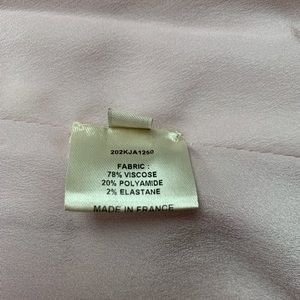 202KJA1260
FABRIC :
78% VISCOSE
20% POLYAMIDE
2% ELASTANE
MADE IN FRANCE